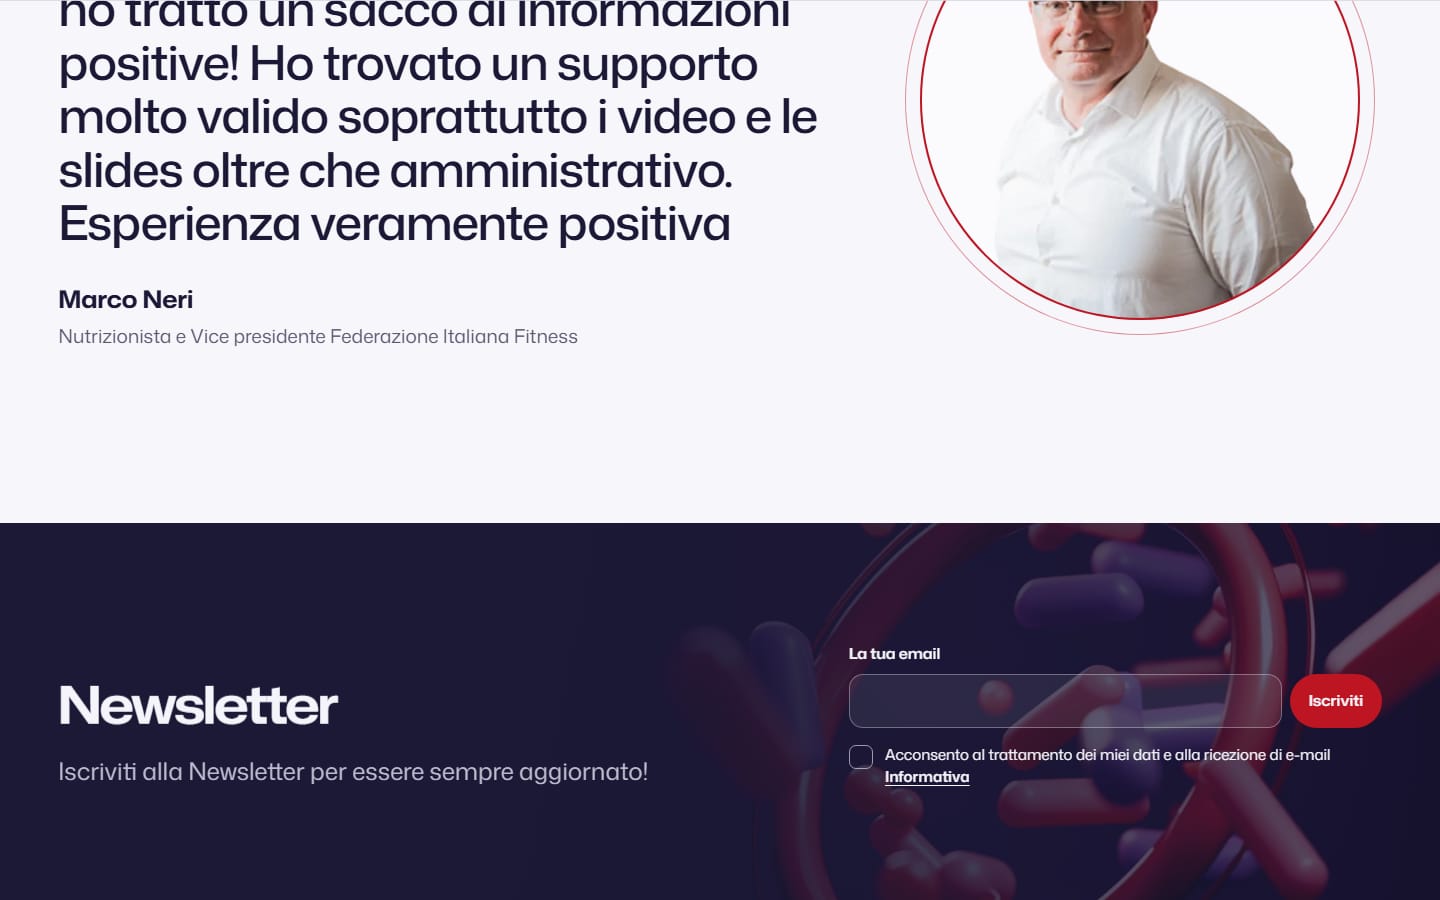 ho tratto un sacco di informazioni
positive! Ho trovato un supporto
molto valido soprattutto i video e le
slides oltre che amministrativo.
Esperienza veramente positiva
Marco Neri
Nutrizionista e Vice presidente Federazione Italiana Fitness
Newsletter
Iscriviti alla Newsletter per essere sempre aggiornato!
La tua email
Iscriviti
Acconsento al trattamento dei miei dati e alla ricezione di e-mail
Informativa